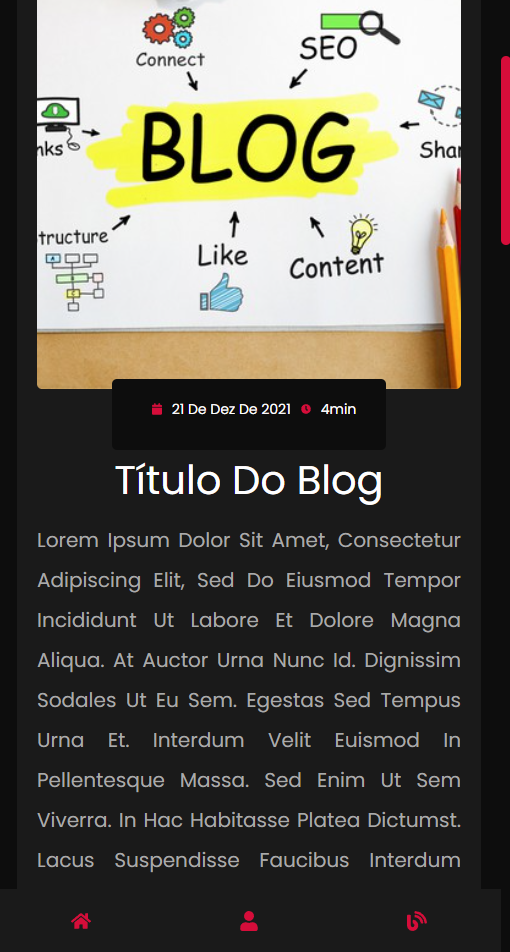 Connect
SEO
nks
BLOG
Shar
tructure
Like
Content
21 De Dez De 2021 4min
Título Do Blog
Lorem Ipsum Dolor Sit Amet, Consectetur
Adipiscing Elit, Sed Do Eiusmod Tempor
Incididunt Ut Labore Et Dolore Magna
Aliqua. At Auctor Urna Nunc Id. Dignissim
Sodales Ut Eu Sem. Egestas Sed Tempus
Urna Et. Interdum Velit Euismod In
Pellentesque Massa. Sed Enim Ut Sem
Viverra. In Hac Habitasse Platea Dictumst.
Lacus Suspendisse Faucibus Interdum